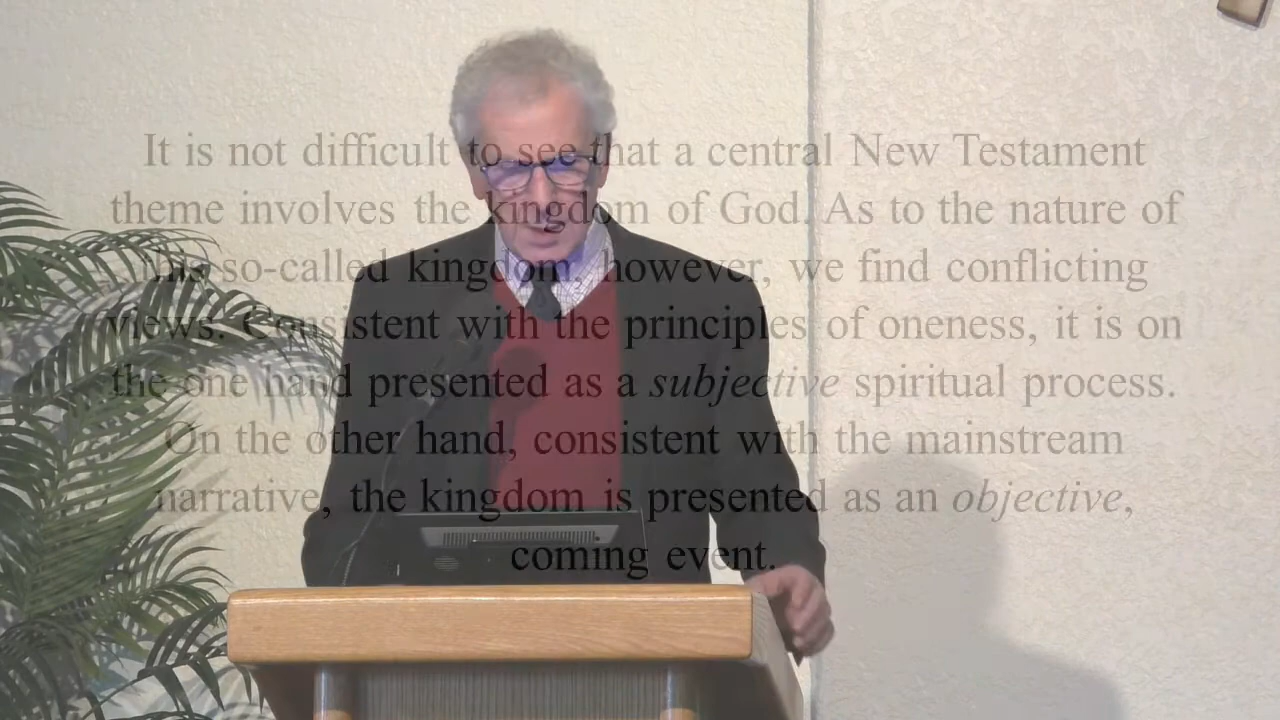 It is not difficult to see that a central New Testament
theme involves the kingdom of God. As to the nature of
this so-called kingdom, however, we find conflicting
views. Consistent with the principles of oneness, it is on
the one hand presented as a subjective spiritual process.
On the other hand, consistent with the mainstream
narrative, the kingdom is presented as an objective,
coming event.